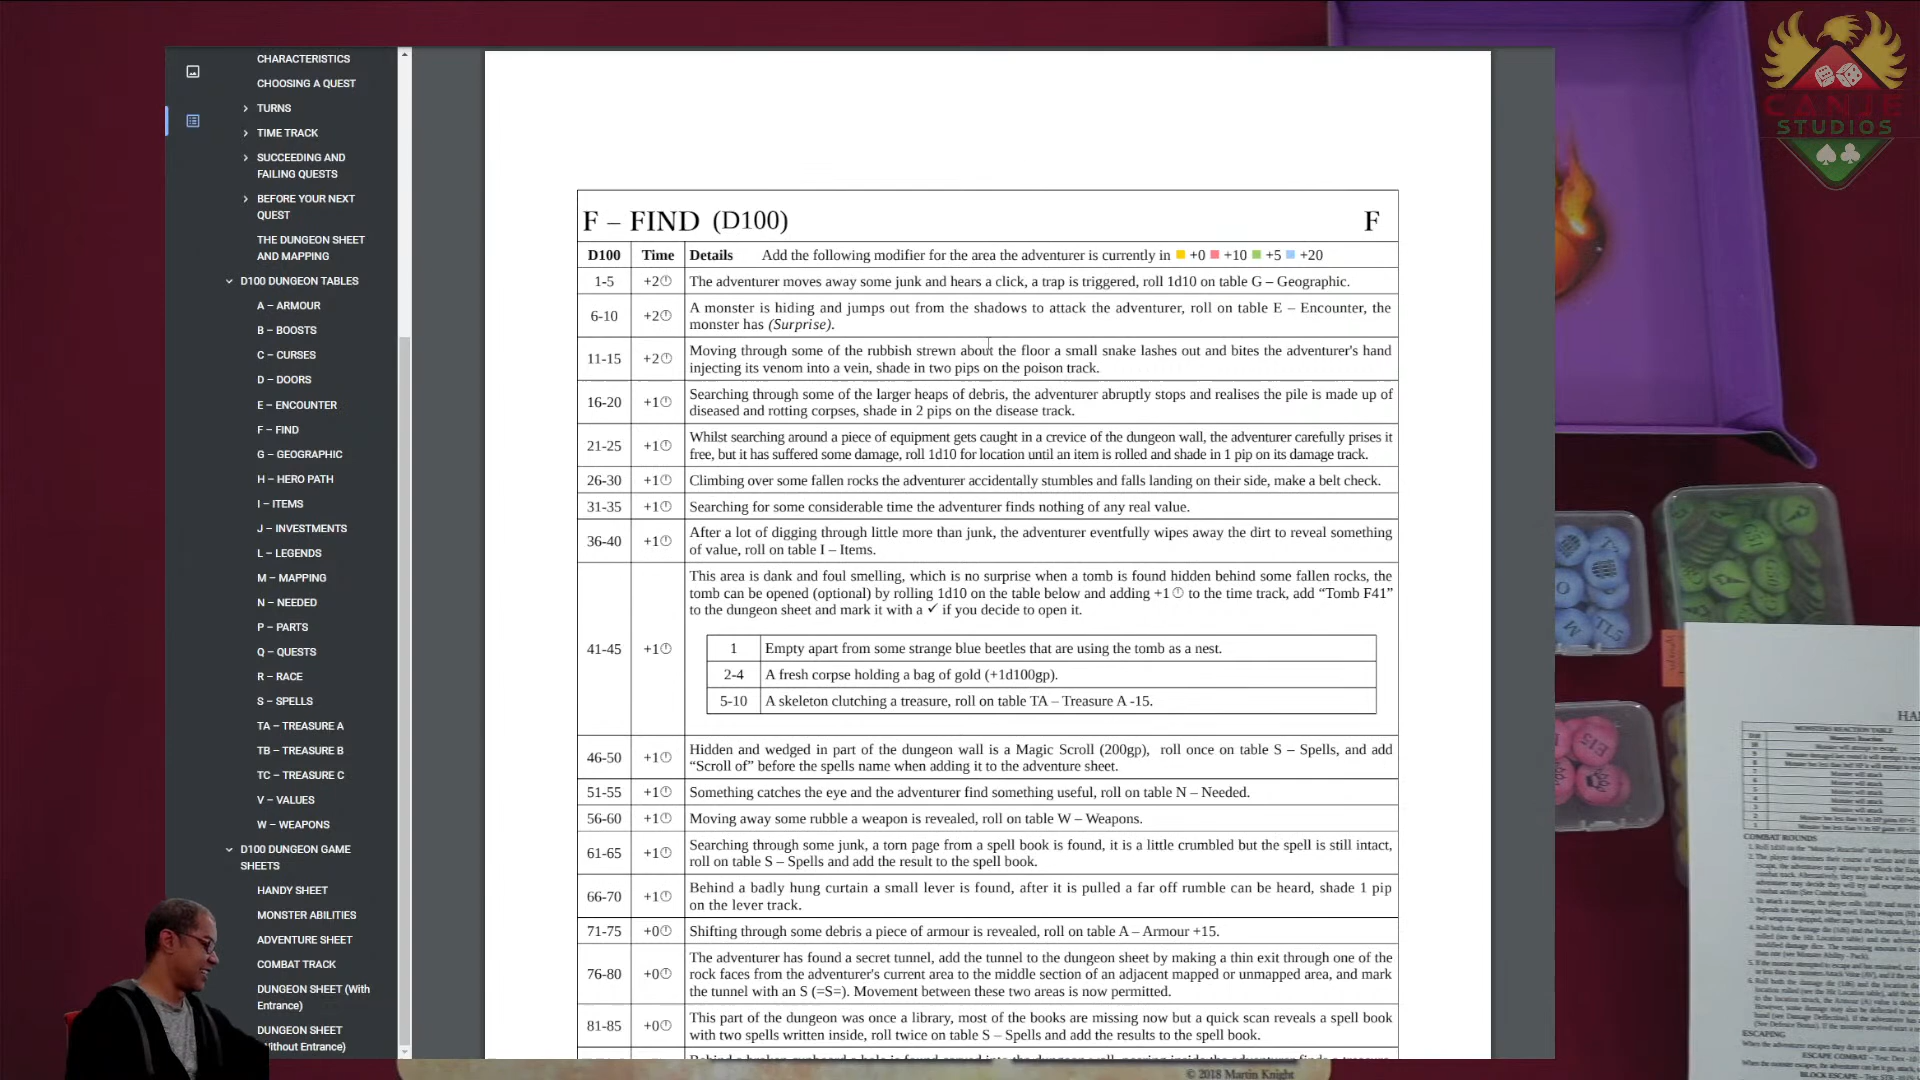 CHARACTERISTICS
CHOOSING A QUEST
TURNS
TIME TRACK
SUCCEEDING AND
FAILING QUESTS
BEFORE YOUR NEXT
QUEST
THE DUNGEON SHEET
AND MAPPING
D100 DUNGEON TABLES
A – ARMOUR
B – BOOSTS
C – CURSES
D – DOORS
E – ENCOUNTER
F – FIND
G – GEOGRAPHIC
H – HERO PATH
I – ITEMS
J – INVESTMENTS
L – LEGENDS
M – MAPPING
N – NEEDED
P – PARTS
Q – QUESTS
R – RACE
S – SPELLS
TA – TREASURE A
TB – TREASURE B
TC – TREASURE C
V – VALUES
W – WEAPONS
D100 DUNGEON GAME
SHEETS
HANDY SHEET
MONSTER ABILITIES
ADVENTURE SHEET
COMBAT TRACK
DUNGEON SHEET (With
Entrance)
DUNGEON SHEET
Without Entrance)
F – FIND (D100) F
D100 Time Details Add the following modifier for the area the adventurer is currently in +0 +10 +5 +20
1-5 +2 The adventurer moves away some junk and hears a click, a trap is triggered, roll 1d10 on table G – Geographic.
6-10 +2 A monster is hiding and jumps out from the shadows to attack the adventurer, roll on table E – Encounter, the
monster has (Surprise).
11-15 +2 Moving through some of the rubbish strewn about the floor a small snake lashes out and bites the adventurer's hand
injecting its venom into a vein, shade in two pips on the poison track.
16-20 +1 Searching through some of the larger heaps of debris, the adventurer abruptly stops and realises the pile is made up of
diseased and rotting corpses, shade in 2 pips on the disease track.
21-25 +1 Whilst searching around a piece of equipment gets caught in a crevice of the dungeon wall, the adventurer carefully prises it
free, but it has suffered some damage, roll 1d10 for location until an item is rolled and shade in 1 pip on its damage track.
26-30 +1 Climbing over some fallen rocks the adventurer accidentally stumbles and falls landing on their side, make a belt check.
31-35 +1 Searching for some considerable time the adventurer finds nothing of any real value.
36-40 +1 After a lot of digging through little more than junk, the adventurer eventfully wipes away the dirt to reveal something
of value, roll on table I – Items.
41-45 +1 This area is dank and foul smelling, which is no surprise when a tomb is found hidden behind some fallen rocks, the
tomb can be opened (optional) by rolling 1d10 on the table below and adding +1 to the time track, add “Tomb F41”
to the dungeon sheet and mark it with a ✓ if you decide to open it.
1 Empty apart from some strange blue beetles that are using the tomb as a nest.
2-4 A fresh corpse holding a bag of gold (+1d100gp).
5-10 A skeleton clutching a treasure, roll on table TA – Treasure A -15.
46-50 +1 Hidden and wedged in part of the dungeon wall is a Magic Scroll (200gp), roll once on table S – Spells, and add
“Scroll of” before the spells name when adding it to the adventure sheet.
51-55 +1 Something catches the eye and the adventurer find something useful, roll on table N – Needed.
56-60 +1 Moving away some rubble a weapon is revealed, roll on table W – Weapons.
61-65 +1 Searching through some junk, a torn page from a spell book is found, it is a little crumbled but the spell is still intact,
roll on table S – Spells and add the result to the spell book.
66-70 +1 Behind a badly hung curtain a small lever is found, after it is pulled a far off rumble can be heard, shade 1 pip
on the lever track.
71-75 +0 Shifting through some debris a piece of armour is revealed, roll on table A – Armour +15.
76-80 +0 The adventurer has found a secret tunnel, add the tunnel to the dungeon sheet by making a thin exit through one of the
rock faces from the adventurer's current area to the middle section of an adjacent mapped or unmapped area, and mark
the tunnel with an S (=S=). Movement between these two areas is now permitted.
81-85 +0 This part of the dungeon was once a library, most of the books are missing now but a quick scan reveals a spell book
with two spells written inside, roll twice on table S – Spells and add the results to the spell book.
CANJE
STUDIOS
MONSTERS REACTION TABLE
COMBAT ROUNDS
ESCAPING
© 2018 Martin Knight